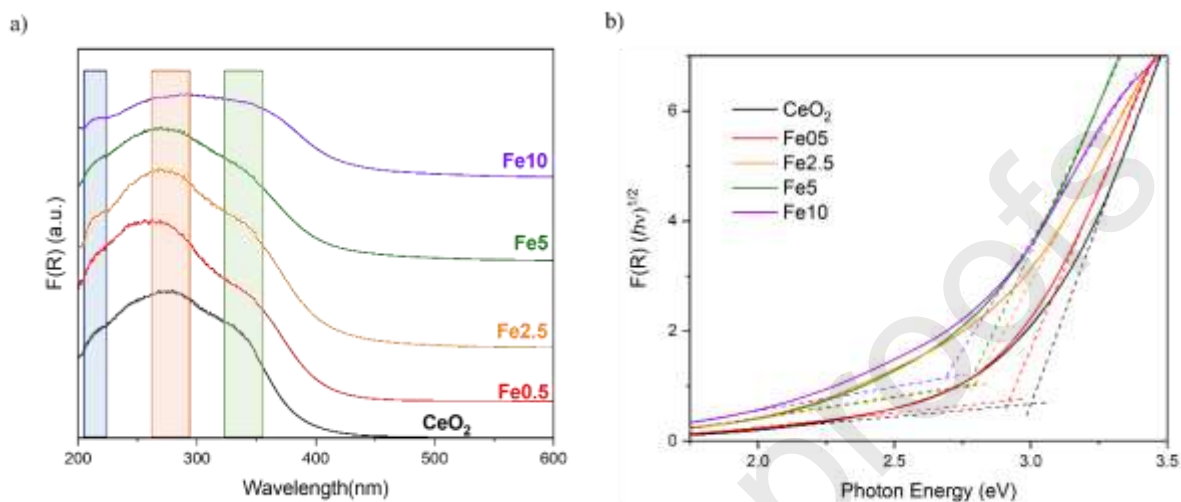 a)
F(R) (a.u.)
Fe10
Fe5
Fe2.5
Fe0.5
CeO₂
200 300 400 500 600
Wavelength(nm)
b)
F(R) (hν)^1/2
6
4
2
0
CeO₂
Fe05
Fe2.5
Fe5
Fe10
2.0 2.5 3.0 3.5
Photon Energy (eV)
proofs